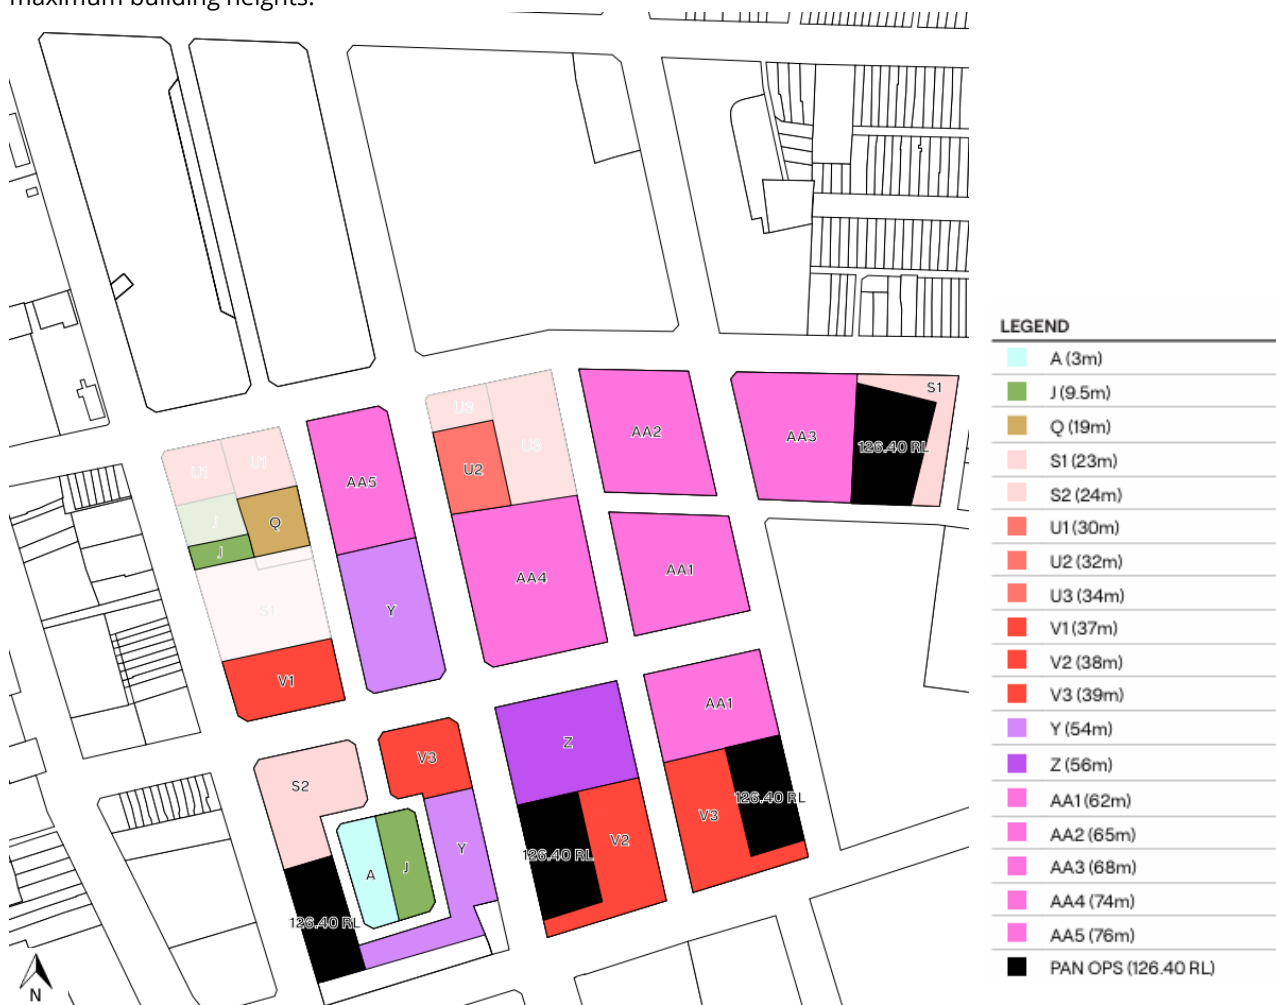 maximum building heights.
S1
AA2
AA3
126.40 RL
U3
U3
U2
U1
U1
AA5
J
Q
J
AA4
AA1
Y
S1
V1
AA1
Z
V3
S2
126.40 RL
V3
V2
Y
126.40 RL
A
J
126.40 RL
N
LEGEND
A (3m)
J (9.5m)
Q (19m)
S1 (23m)
S2 (24m)
U1 (30m)
U2 (32m)
U3 (34m)
V1 (37m)
V2 (38m)
V3 (39m)
Y (54m)
Z (56m)
AA1 (62m)
AA2 (65m)
AA3 (68m)
AA4 (74m)
AA5 (76m)
PAN OPS (126.40 RL)